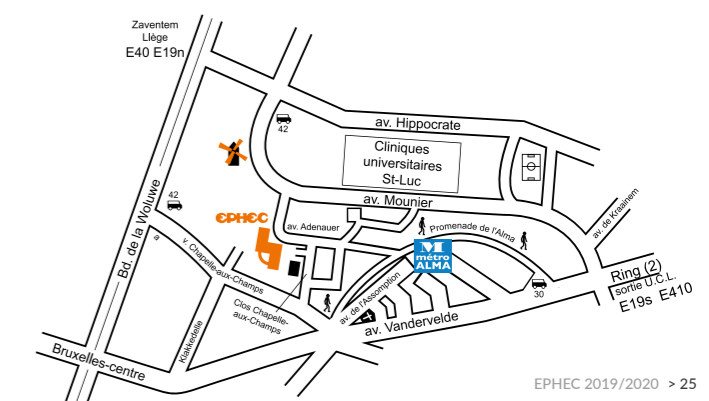 Zaventem
LIège
E40 E19n
42
av. Hippocrate
Cliniques
universitaires
St-Luc
42
av. Mounier
EPHEC
av. Adenauer
Promenade de l'Alma
av. de Kraainem
Bd. de la Woluwe
a
v. Chapelle-aux-Champs
M
métro
ALMA
Ring (2)
sortie U.C.L.
E19s E410
30
av. de l'Assomption
Clos Chapelle-
aux-Champs
av. Vandervelde
Klakkedelle
Bruxelles-centre
EPHEC 2019/2020 > 25